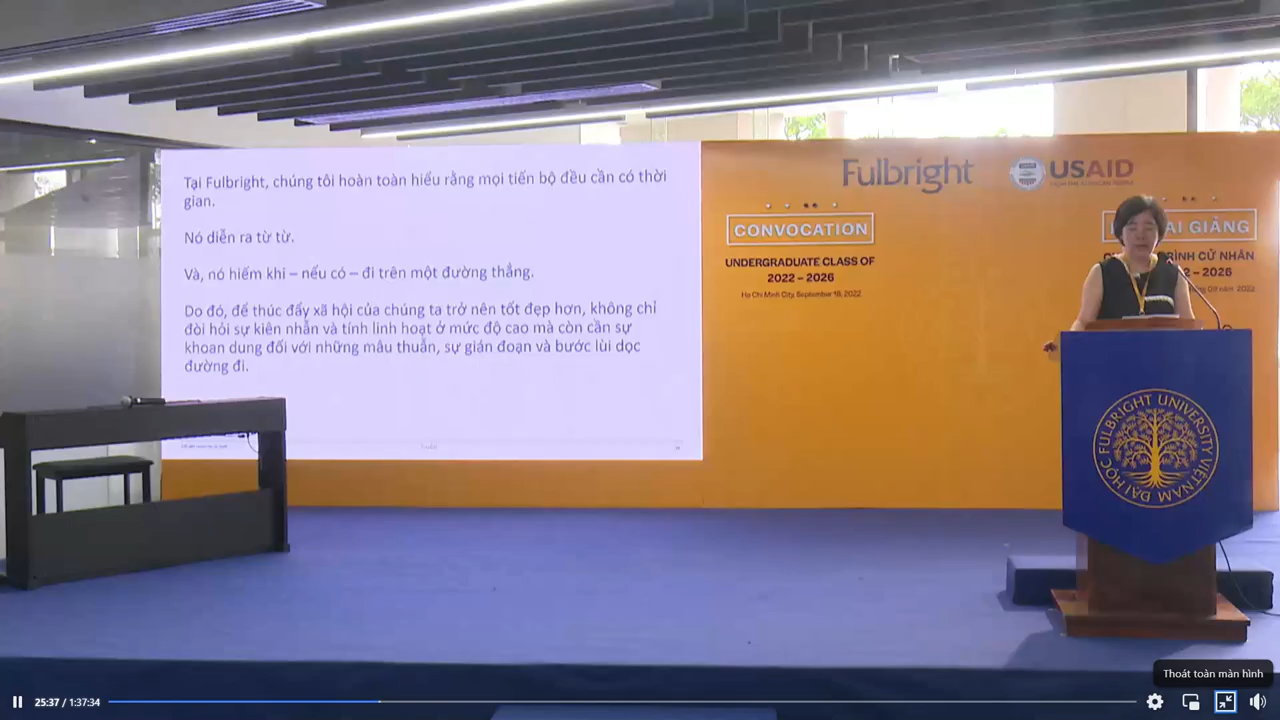 Tại Fulbright, chúng tôi hoàn toàn hiểu rằng mọi tiến bộ đều cần có thời
gian.
Nó diễn ra từ từ.
Và, nó hiếm khi – nếu có – đi trên một đường thẳng.
Do đó, để thúc đẩy xã hội của chúng ta trở nên tốt đẹp hơn, không chỉ
đòi hỏi sự kiên nhẫn và tính linh hoạt ở mức độ cao mà còn cần sự
khoan dung đối với những mâu thuẫn, sự gián đoạn và bước lùi dọc
đường đi.
Fulbright
USAID
CONVOCATION
UNDERGRADUATE CLASS OF
2022 – 2026
Ho Chi Minh City, September 18, 2022
AI GIẢNG
RÌNH CỬ NHÂN
2 – 2026
09 năm 2022
FULBRIGHT UNIVERSITY
VIETNAM
ĐẠI HỌC
Thoát toàn màn hình
25:37 / 1:37:34